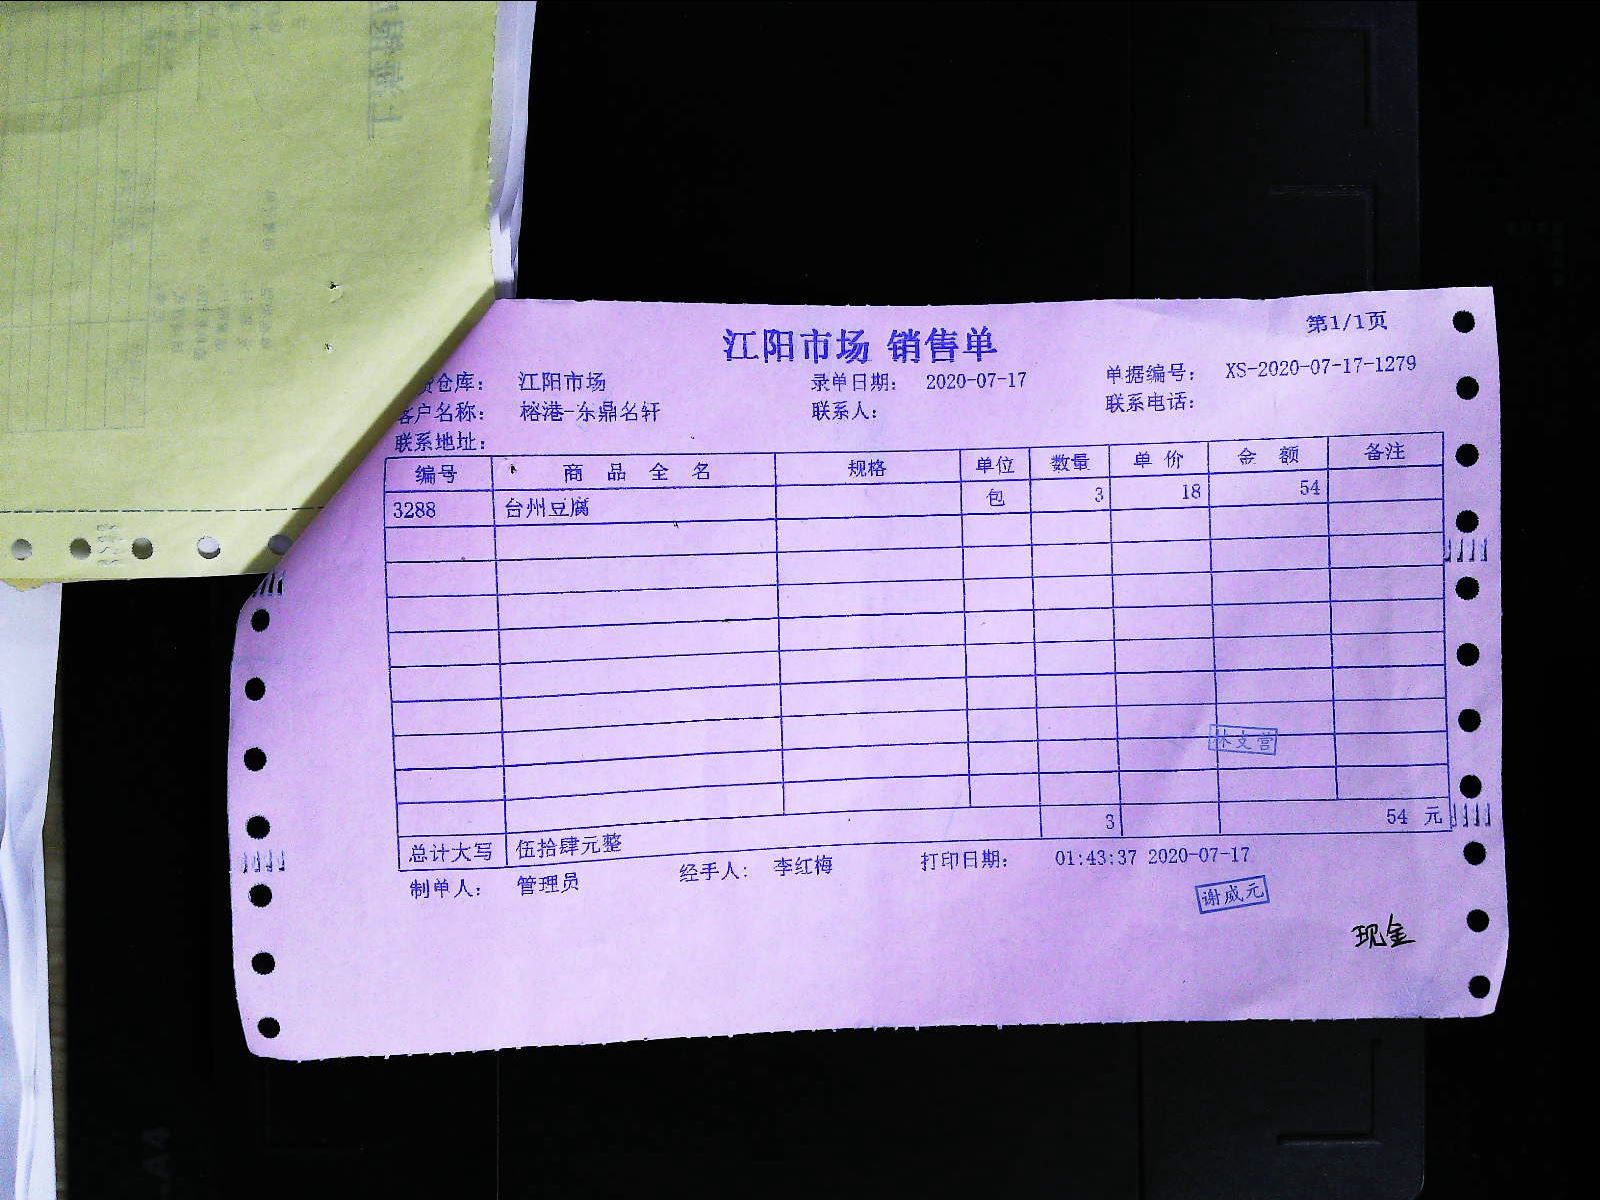 江阳市场 销售单
第1/1页
仓库： 江阳市场 录单日期： 2020-07-17 单据编号： XS-2020-07-17-1279
客户名称： 榕港-东鼎名轩 联系人： 联系电话：
联系地址：
编号 商品全名 规格 单位 数量 单价 金额 备注
3288 台州豆腐 包 3 18 54
3 54 元
总计大写 伍拾肆元整
制单人： 管理员 经手人： 李红梅 打印日期： 01:43:37 2020-07-17
谢威元
现金